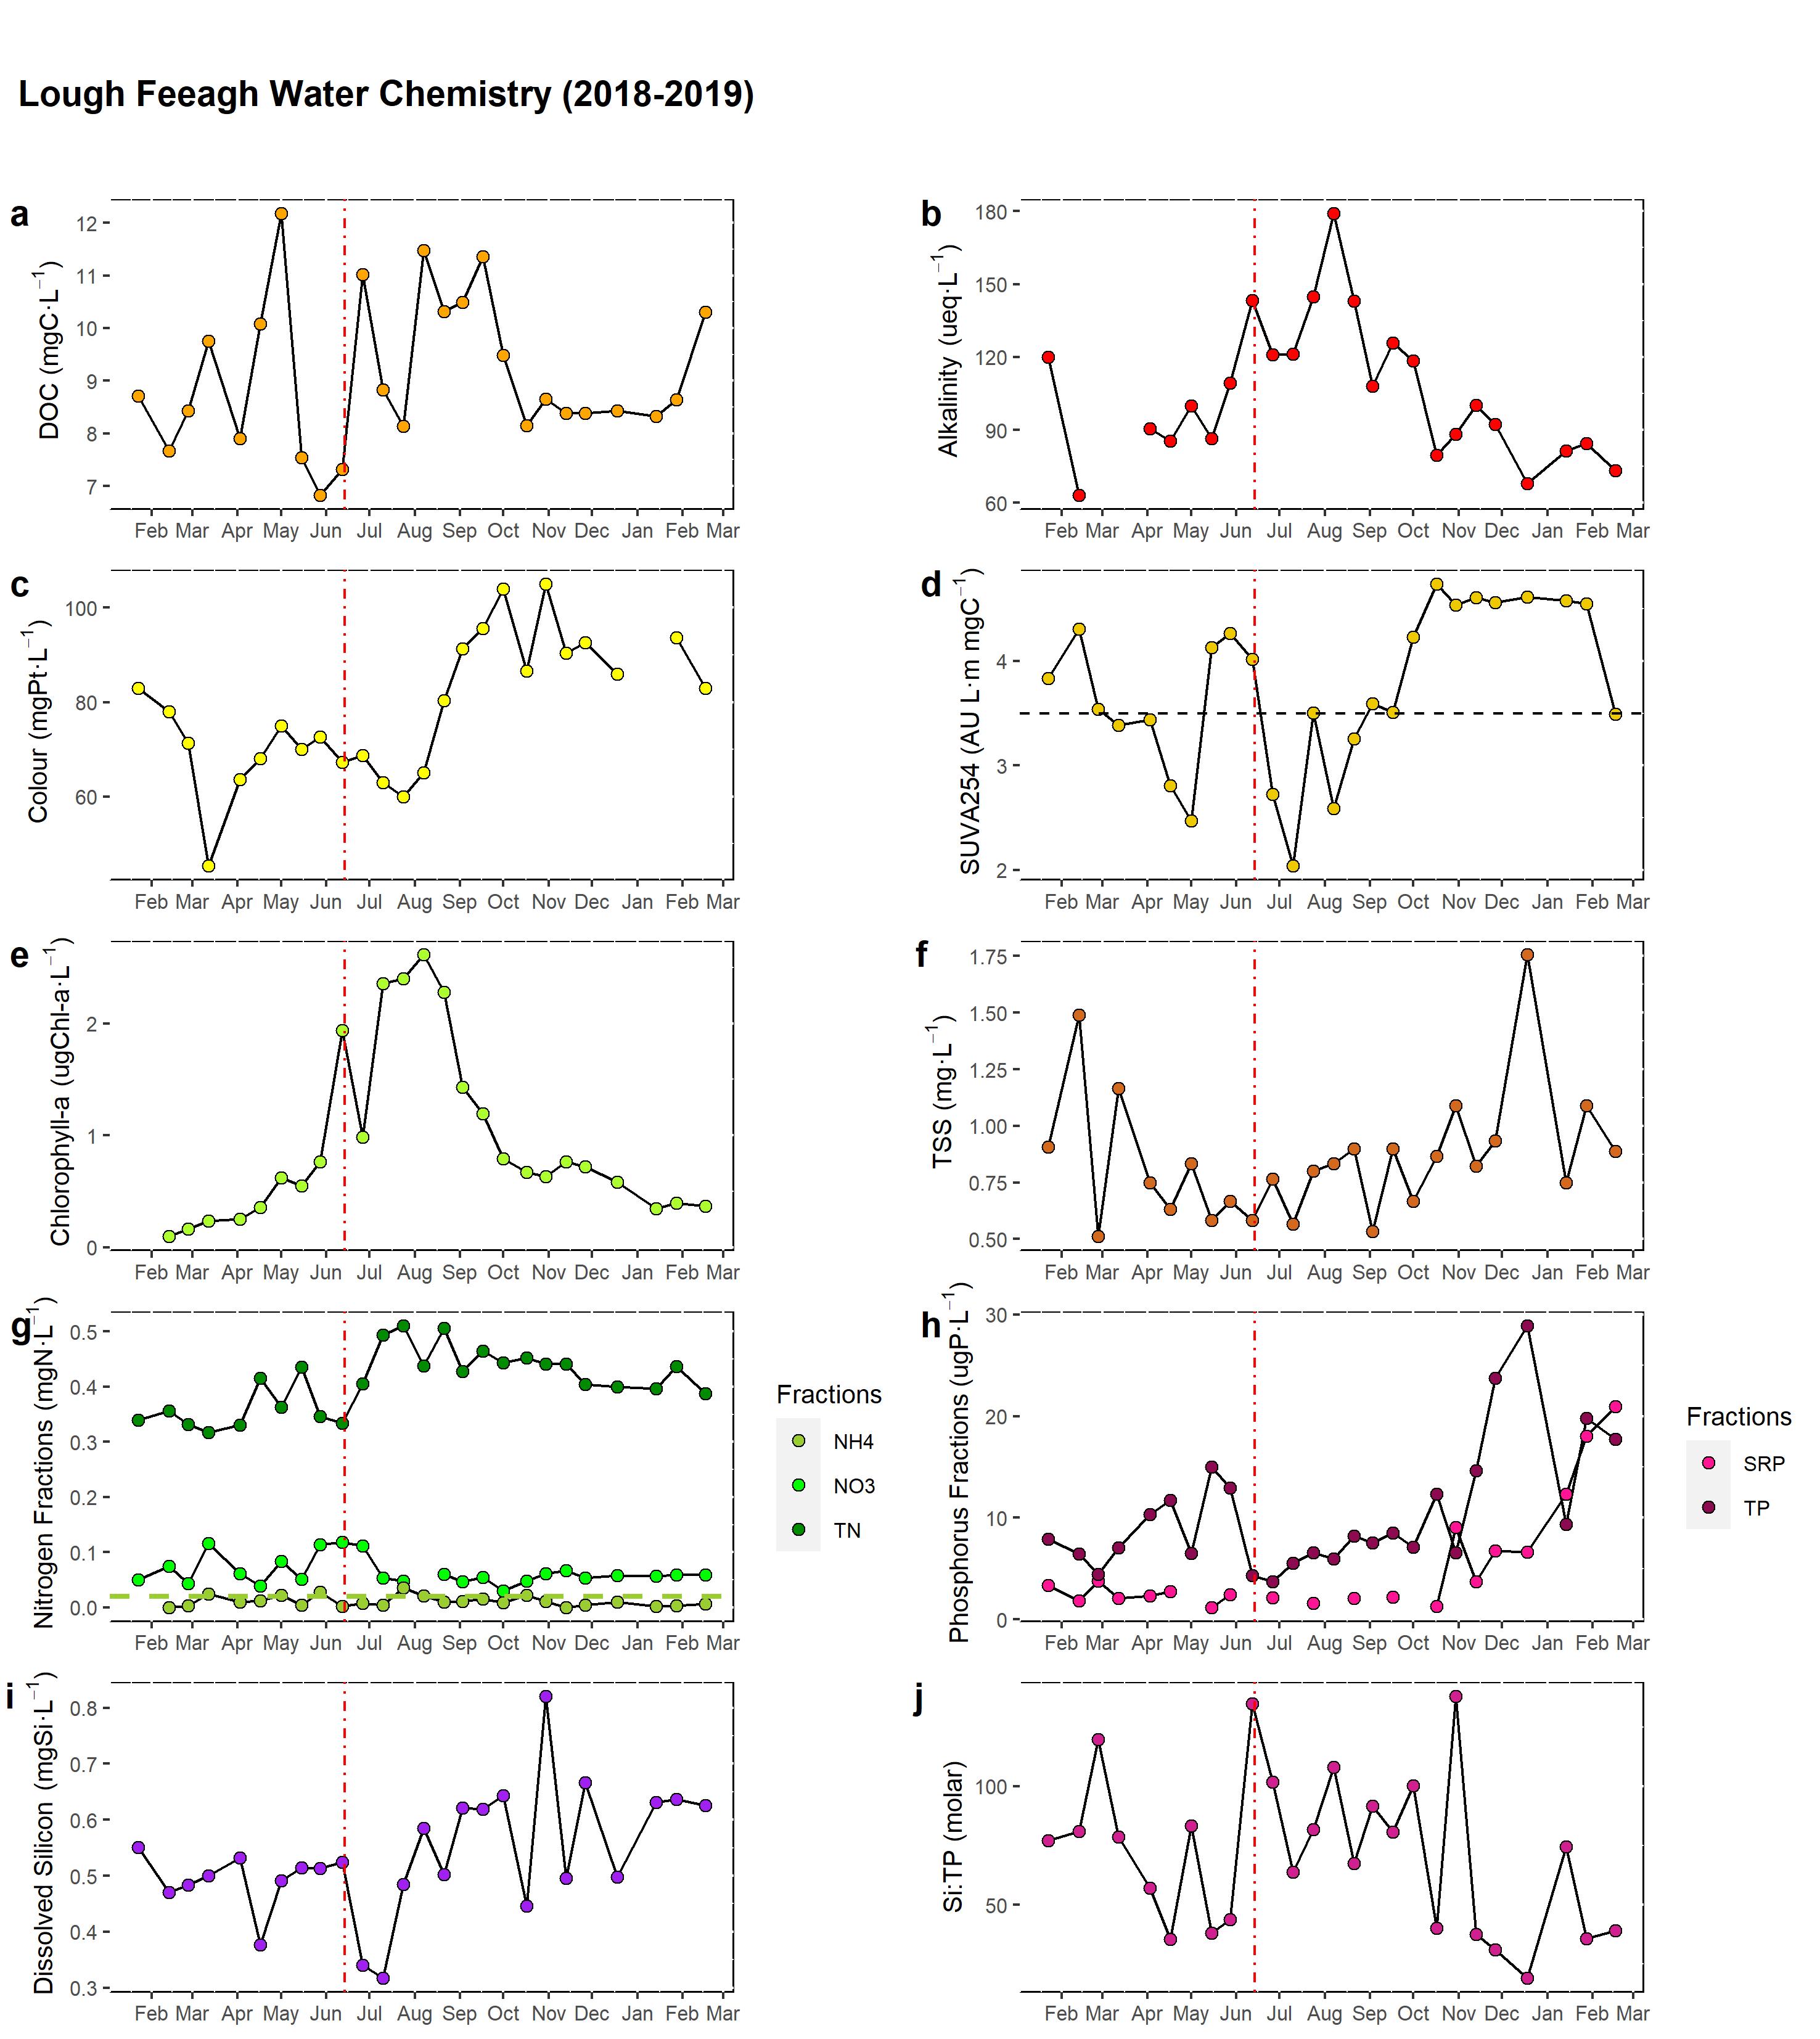 Lough Feeagh Water Chemistry (2018-2019)
a
DOC (mgC·L⁻¹)
12
11
10
9
8
7
Feb Mar Apr May Jun Jul Aug Sep Oct Nov Dec Jan Feb Mar
b
Alkalinity (ueq·L⁻¹)
180
150
120
90
60
Feb Mar Apr May Jun Jul Aug Sep Oct Nov Dec Jan Feb Mar
c
Colour (mgPt·L⁻¹)
100
80
60
Feb Mar Apr May Jun Jul Aug Sep Oct Nov Dec Jan Feb Mar
d
SUVA254 (AU L·m mgC⁻¹)
4
3
2
Feb Mar Apr May Jun Jul Aug Sep Oct Nov Dec Jan Feb Mar
e
Chlorophyll-a (ugChl-a·L⁻¹)
2
1
0
Feb Mar Apr May Jun Jul Aug Sep Oct Nov Dec Jan Feb Mar
f
TSS (mg·L⁻¹)
1.75
1.50
1.25
1.00
0.75
0.50
Feb Mar Apr May Jun Jul Aug Sep Oct Nov Dec Jan Feb Mar
g
Nitrogen Fractions (mgN·L⁻¹)
0.5
0.4
0.3
0.2
0.1
0.0
Feb Mar Apr May Jun Jul Aug Sep Oct Nov Dec Jan Feb Mar
Fractions
NH4
NO3
TN
h
Phosphorus Fractions (ugP·L⁻¹)
30
20
10
0
Feb Mar Apr May Jun Jul Aug Sep Oct Nov Dec Jan Feb Mar
Fractions
SRP
TP
i
Dissolved Silicon (mgSi·L⁻¹)
0.8
0.7
0.6
0.5
0.4
0.3
Feb Mar Apr May Jun Jul Aug Sep Oct Nov Dec Jan Feb Mar
j
Si:TP (molar)
100
50
Feb Mar Apr May Jun Jul Aug Sep Oct Nov Dec Jan Feb Mar